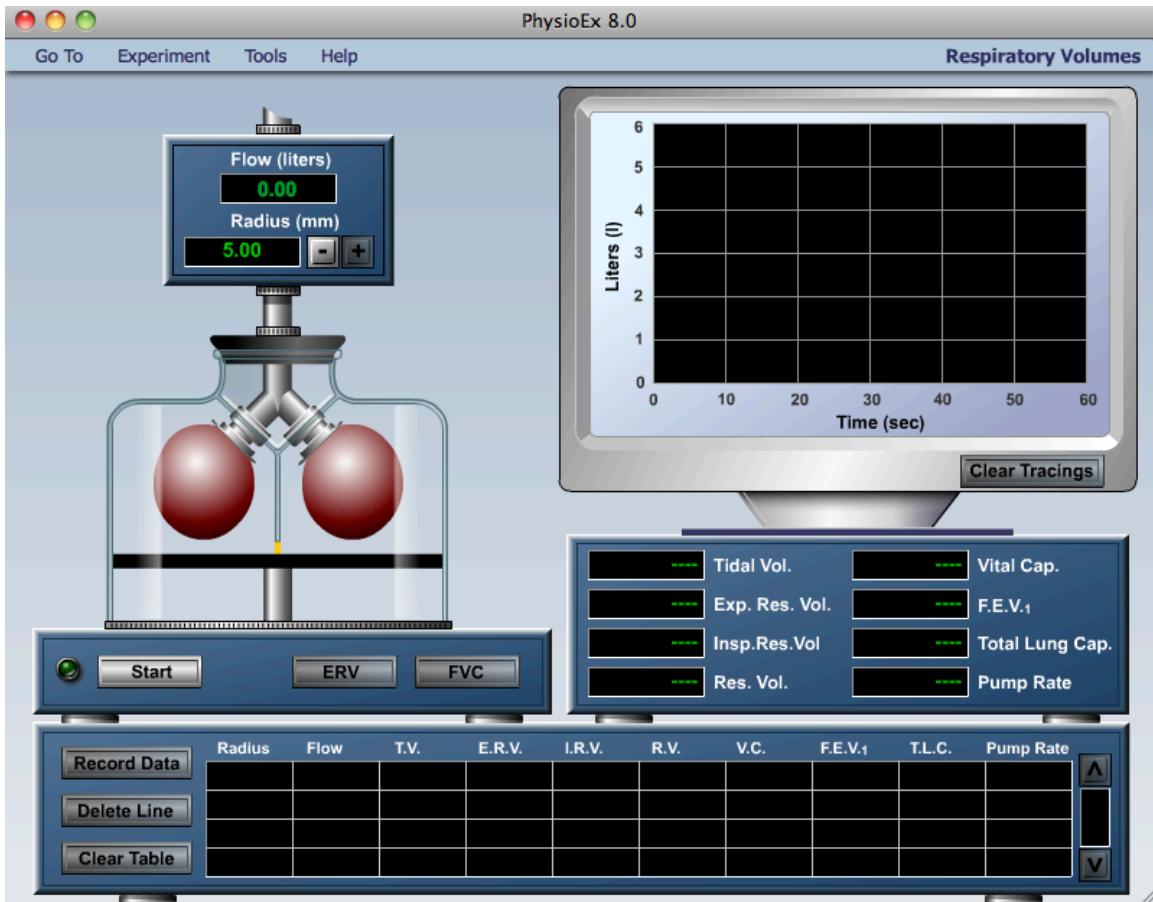 PhysioEx 8.0
Go To Experiment Tools Help Respiratory Volumes
Flow (liters)
0.00
Radius (mm)
5.00 - +
6
5
4
3
2
1
0
Liters (l)
0 10 20 30 40 50 60
Time (sec)
Clear Tracings
---- Tidal Vol. ---- Vital Cap.
---- Exp. Res. Vol. ---- F.E.V.₁
---- Insp.Res.Vol ---- Total Lung Cap.
---- Res. Vol. ---- Pump Rate
Start ERV FVC
Radius Flow T.V. E.R.V. I.R.V. R.V. V.C. F.E.V.₁ T.L.C. Pump Rate
Record Data
Delete Line
Clear Table